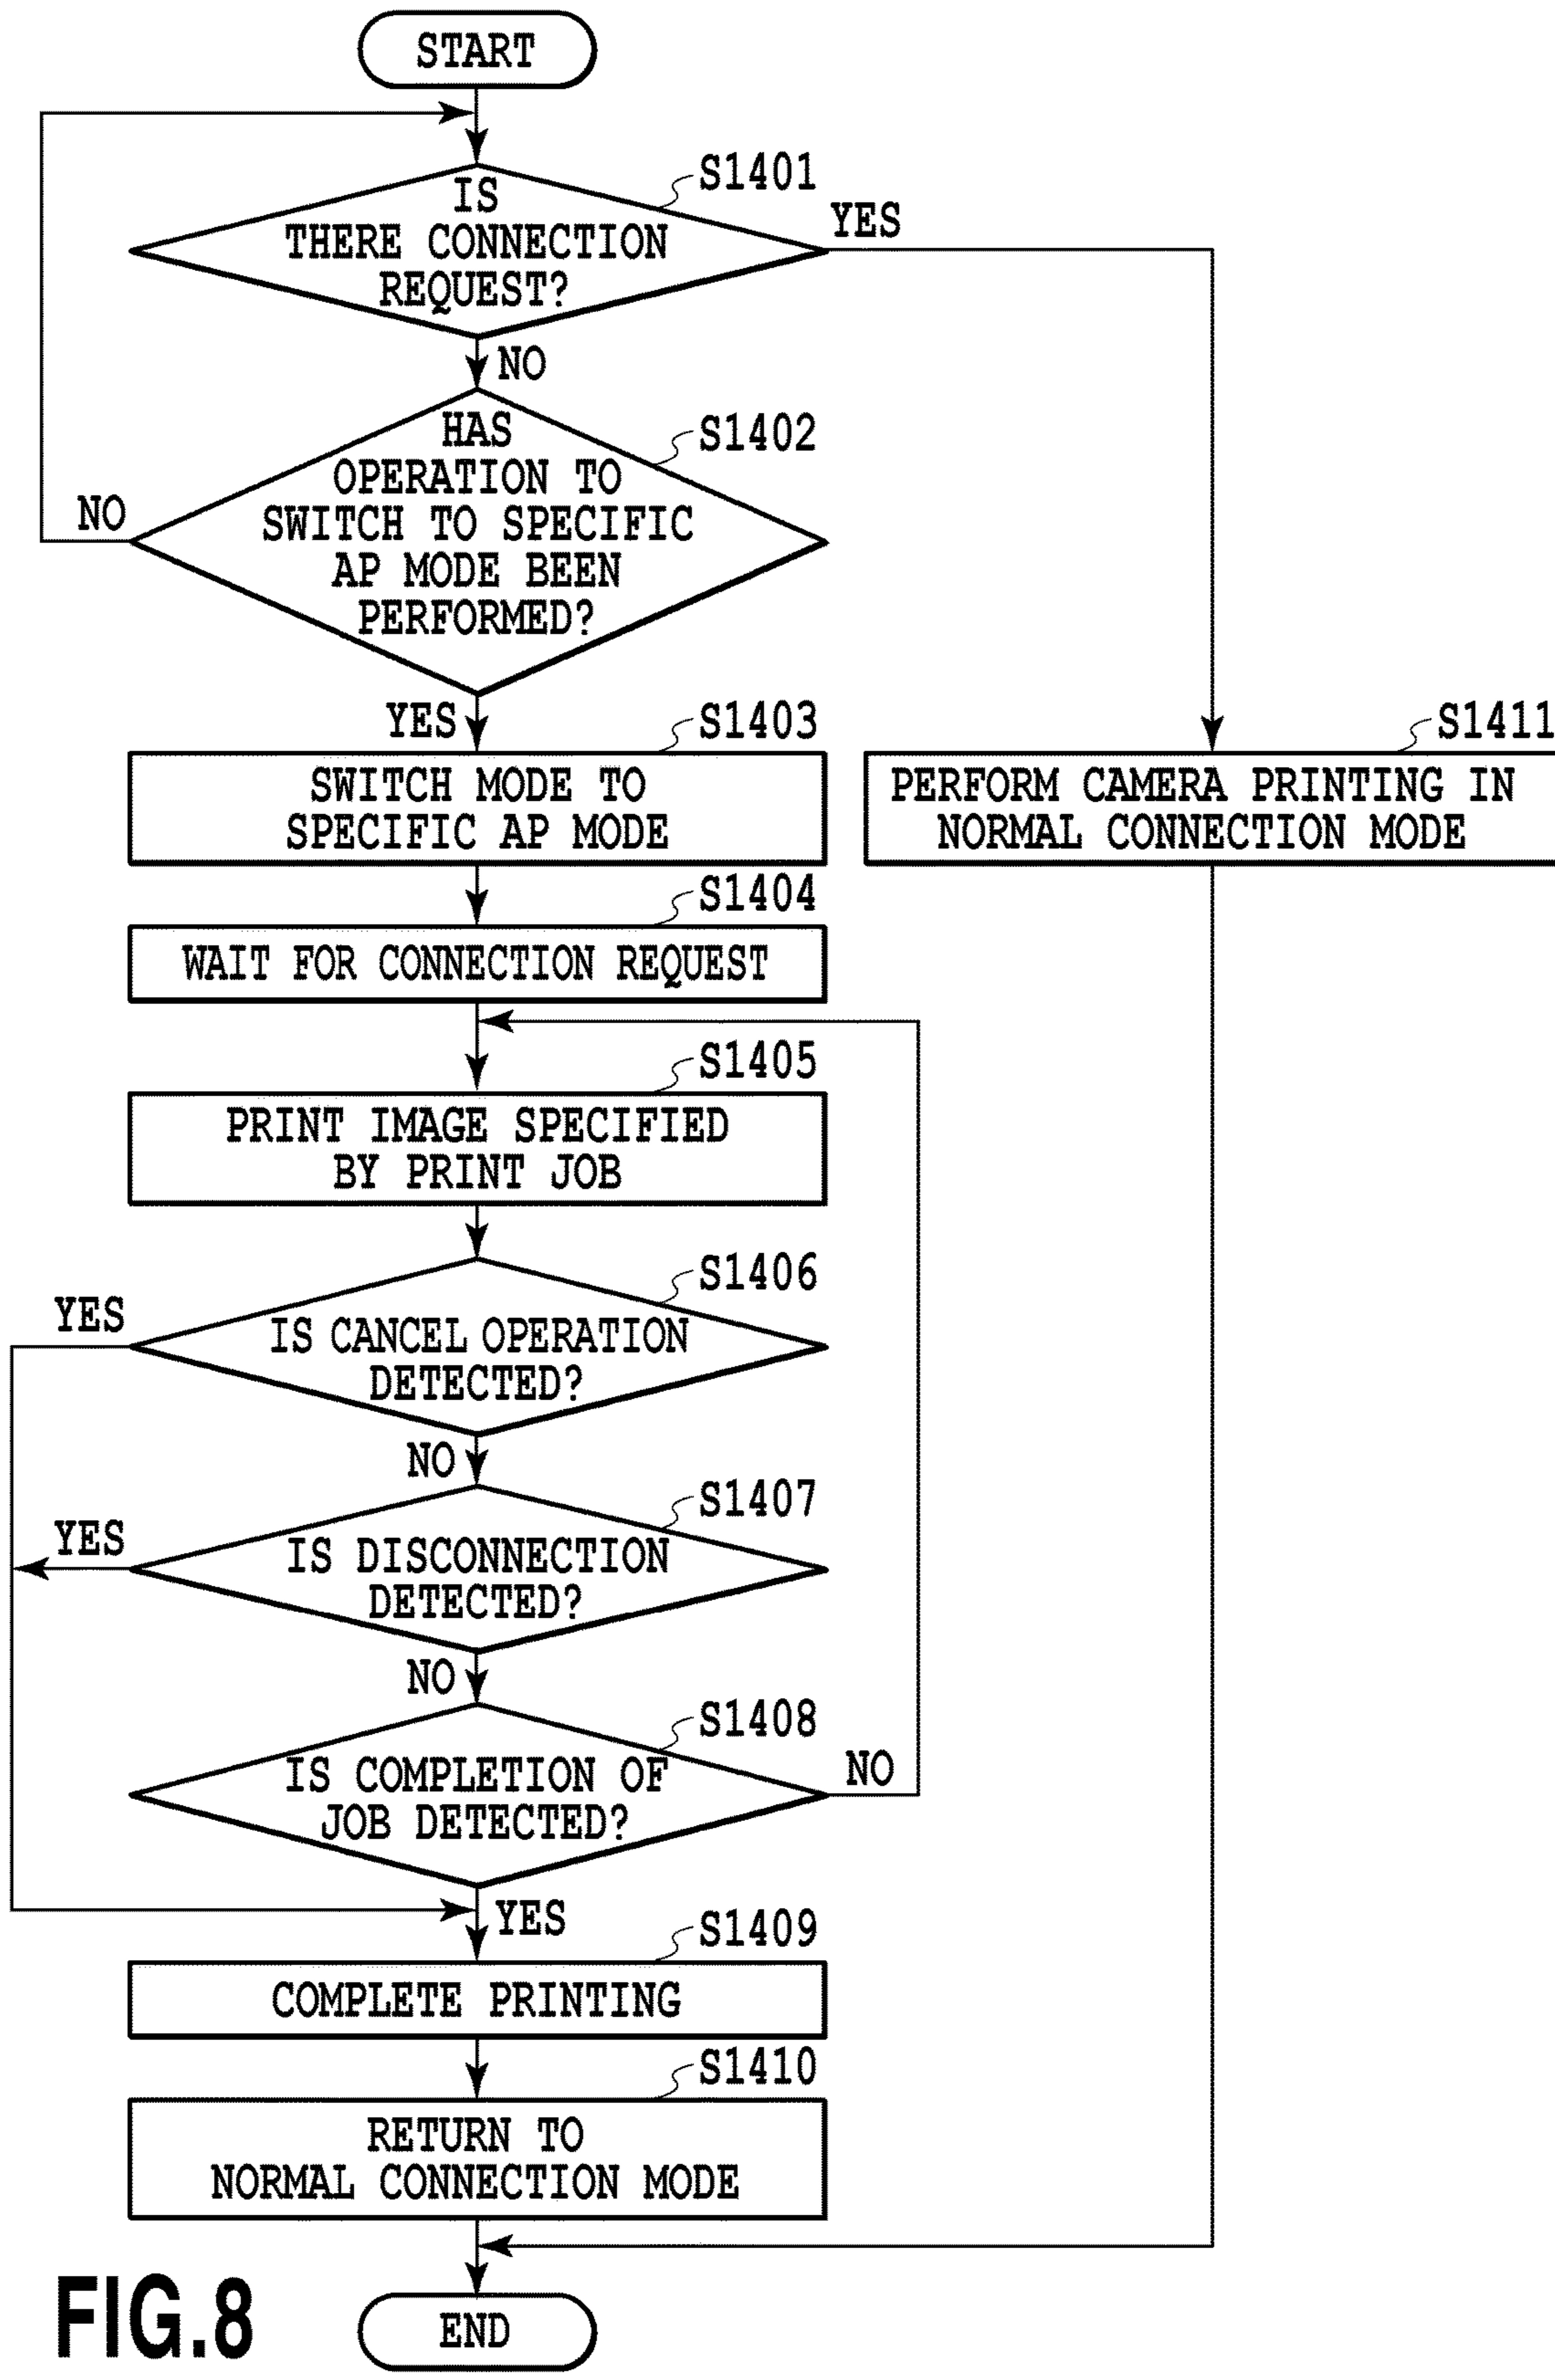 START
S1401
IS
THERE CONNECTION
REQUEST?
YES
NO
S1402
HAS
OPERATION TO
SWITCH TO SPECIFIC
AP MODE BEEN
PERFORMED?
NO
YES
S1403
SWITCH MODE TO
SPECIFIC AP MODE
S1411
PERFORM CAMERA PRINTING IN
NORMAL CONNECTION MODE
S1404
WAIT FOR CONNECTION REQUEST
S1405
PRINT IMAGE SPECIFIED
BY PRINT JOB
S1406
YES
IS CANCEL OPERATION
DETECTED?
NO
S1407
YES
IS DISCONNECTION
DETECTED?
NO
S1408
IS COMPLETION OF
JOB DETECTED?
NO
YES
S1409
COMPLETE PRINTING
S1410
RETURN TO
NORMAL CONNECTION MODE
END
FIG.8